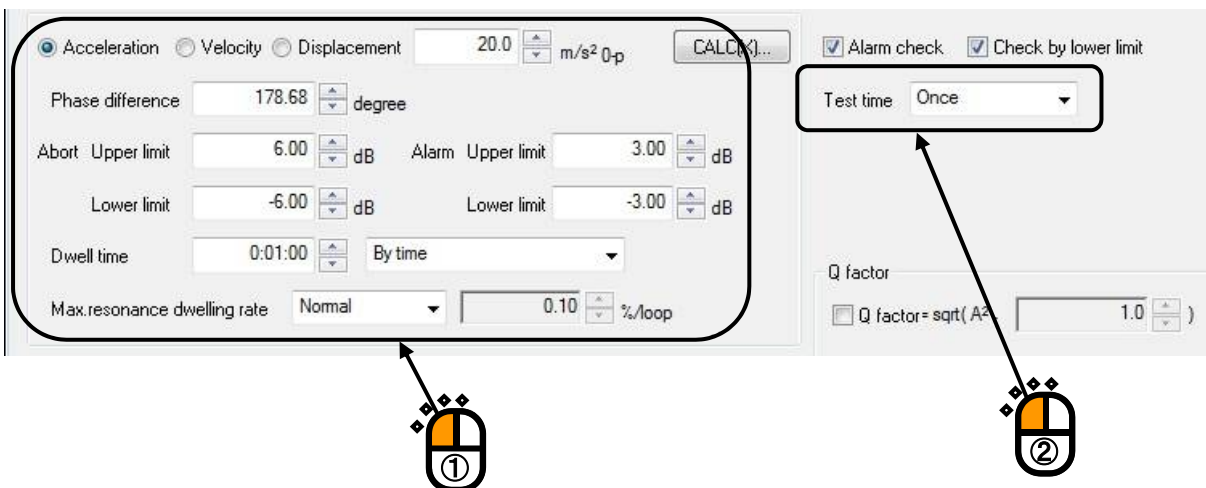 Acceleration Velocity Displacement 20.0 m/s² 0-p CALC(K)... Alarm check Check by lower limit
Phase difference 178.68 degree Test time Once
Abort Upper limit 6.00 dB Alarm Upper limit 3.00 dB
Lower limit -6.00 dB Lower limit -3.00 dB
Dwell time 0:01:00 By time
Q factor
Max.resonance dwelling rate Normal 0.10 %/loop Q factor= sqrt( A² - 1.0 )
① ②